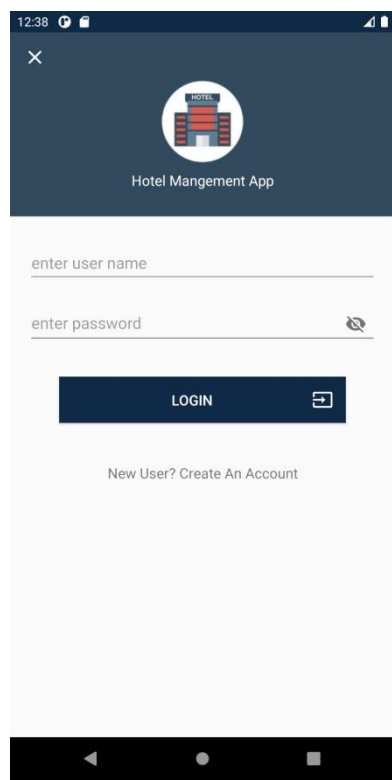 12:38
HOTEL
Hotel Mangement App
enter user name
enter password
LOGIN
New User? Create An Account